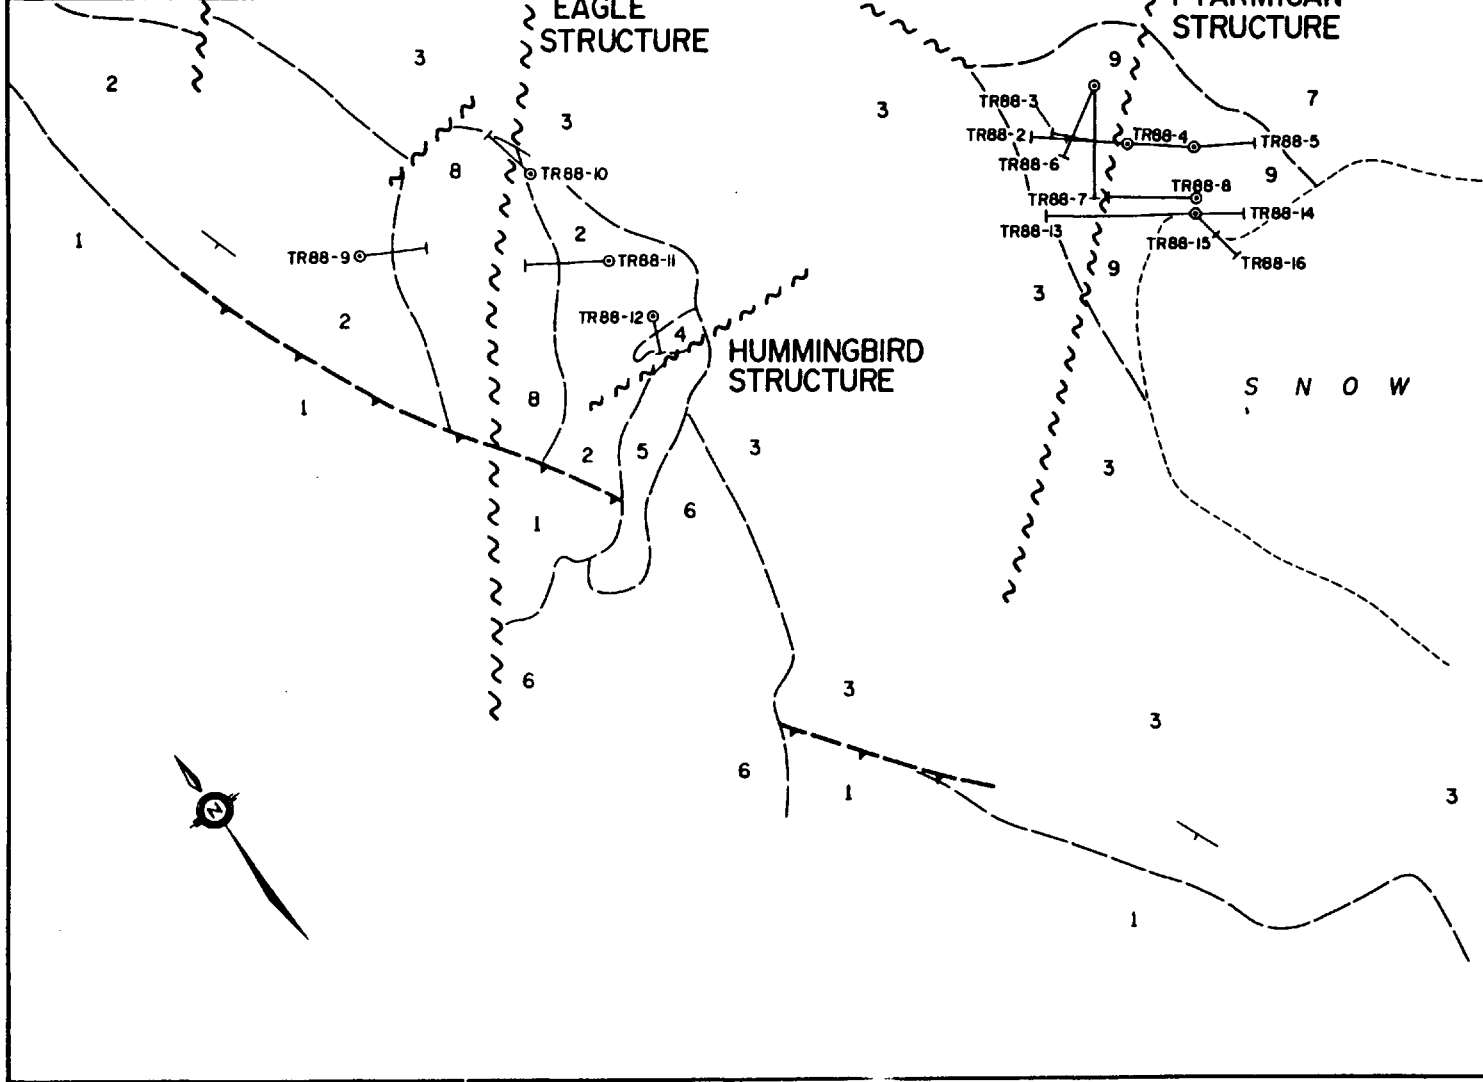 EAGLE
STRUCTURE
STRUCTURE
3
2
3
3
9
7
TR88-3
TR88-2
TR88-4
TR88-5
TR88-6
8
TR88-10
9
TR88-8
TR88-7
TR88-14
TR88-13
TR88-15
TR88-16
1
2
TR88-9
TR88-11
9
3
2
TR88-12
4
HUMMINGBIRD
STRUCTURE
S N O W
1
8
2
5
3
3
6
1
6
3
3
6
1
3
N
1